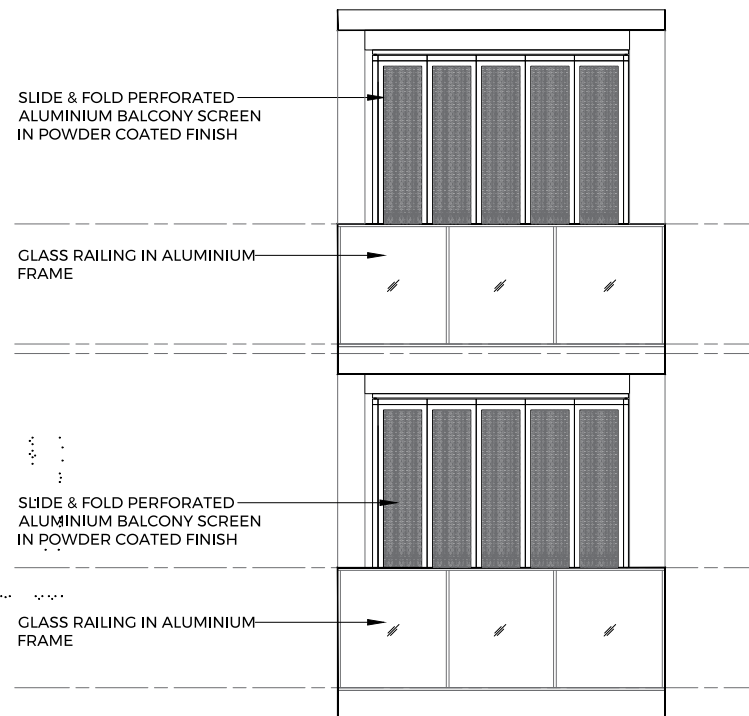 SLIDE & FOLD PERFORATED
ALUMINIUM BALCONY SCREEN
IN POWDER COATED FINISH
GLASS RAILING IN ALUMINIUM
FRAME
SLIDE & FOLD PERFORATED
ALUMINIUM BALCONY SCREEN
IN POWDER COATED FINISH
GLASS RAILING IN ALUMINIUM
FRAME